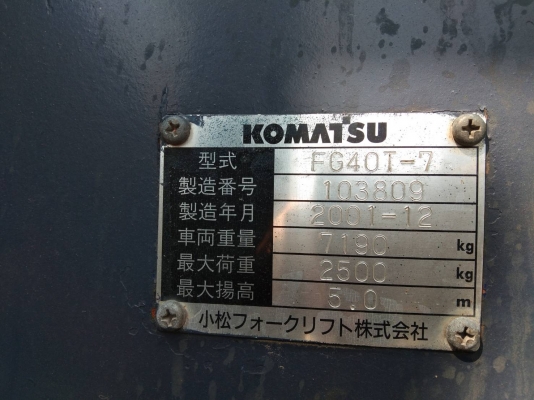 KOMATSU
型式 FG40T-7
製造番号 103809
製造年月 2001-12
車両重量 7190 kg
最大荷重 2500 kg
最大揚高 5.0 m
小松フォークリフト株式会社